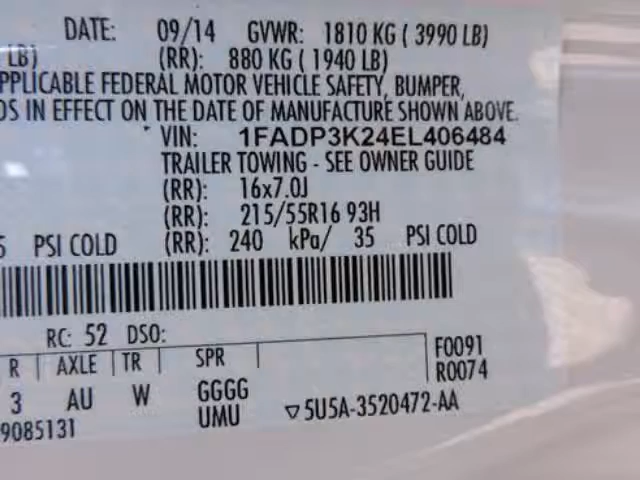 DATE: 09/14 GVWR: 1810 KG ( 3990 LB)
LB) (RR): 880 KG ( 1940 LB)
APPLICABLE FEDERAL MOTOR VEHICLE SAFETY, BUMPER,
DS IN EFFECT ON THE DATE OF MANUFACTURE SHOWN ABOVE.
VIN: 1FADP3K24EL406484
TRAILER TOWING - SEE OWNER GUIDE
(RR): 16x7.0J
(RR): 215/55R16 93H
5 PSI COLD (RR): 240 kPa/ 35 PSI COLD
RC: 52 DSO:
R AXLE TR SPR F0091
R0074
3 AU W GGGG
9085131 UMU ▽5U5A-3520472-AA